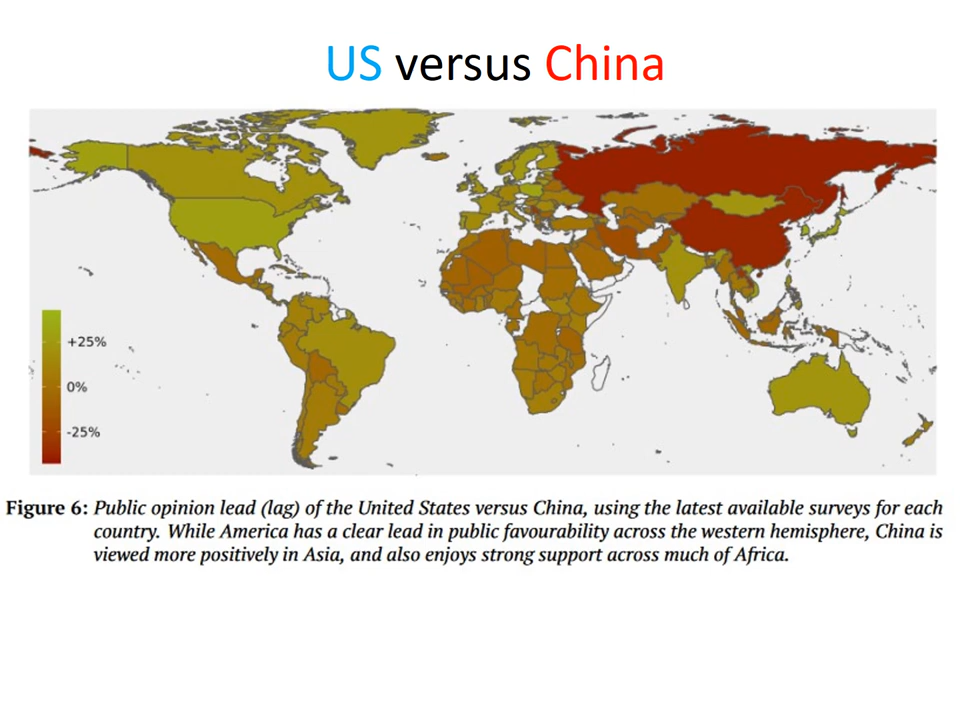 US versus China
+25%
0%
-25%
Figure 6: Public opinion lead (lag) of the United States versus China, using the latest available surveys for each
country. While America has a clear lead in public favourability across the western hemisphere, China is
viewed more positively in Asia, and also enjoys strong support across much of Africa.